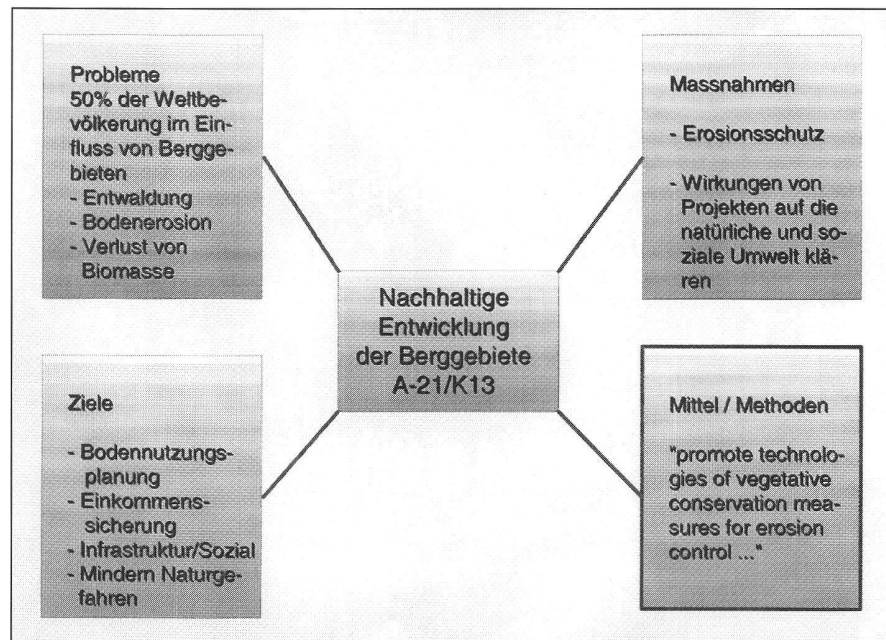 Probleme
50% der Weltbe-
völkerung im Ein-
fluss von Bergge-
bieten
- Entwaldung
- Bodenerosion
- Verlust von
Biomasse
Massnahmen
- Erosionsschutz
- Wirkungen von
Projekten auf die
natürliche und so-
ziale Umwelt klä-
ren
Nachhaltige
Entwicklung
der Berggebiete
A-21/K13
Ziele
- Bodennutzungs-
planung
- Einkommens-
sicherung
- Infrastruktur/Sozial
- Mindern Naturge-
fahren
Mittel / Methoden
"promote technolo-
gies of vegetative
conservation mea-
sures for erosion
control ..."